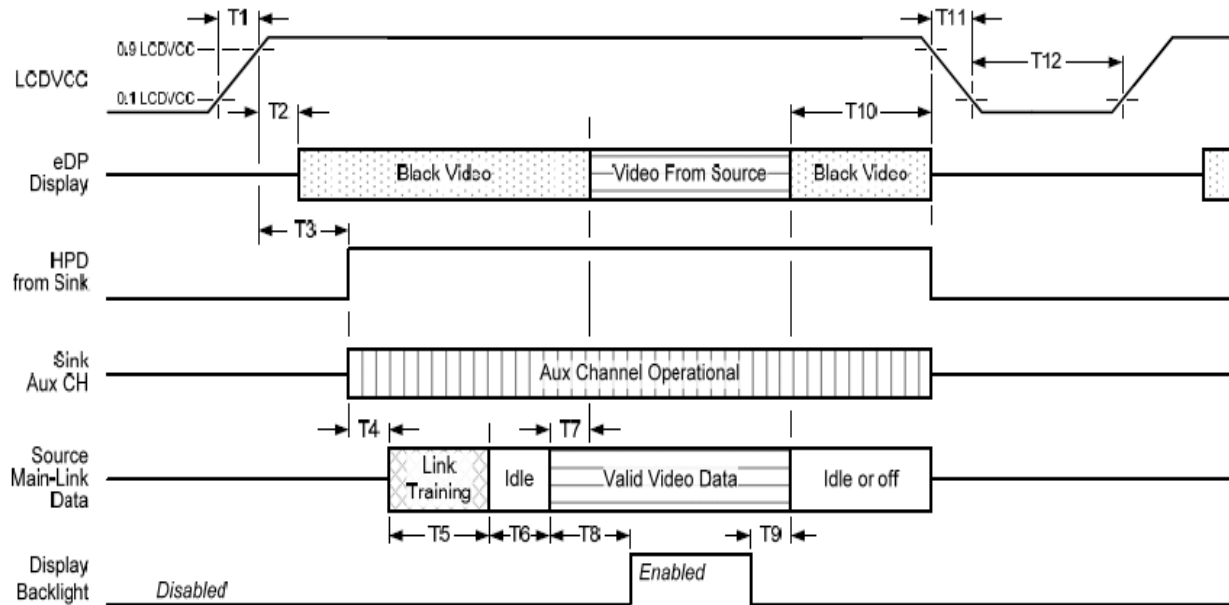 T1
T11
0.9 LCDVCC
LCDVCC
T12
0.1 LCDVCC
T2
T10
eDP
Display
Black Video
Video From Source
Black Video
T3
HPD
from Sink
Sink
Aux CH
Aux Channel Operational
T4
T7
Source
Main-Link
Data
Link
Training
Idle
Valid Video Data
Idle or off
T5
T6
T8
T9
Display
Backlight
Disabled
Enabled